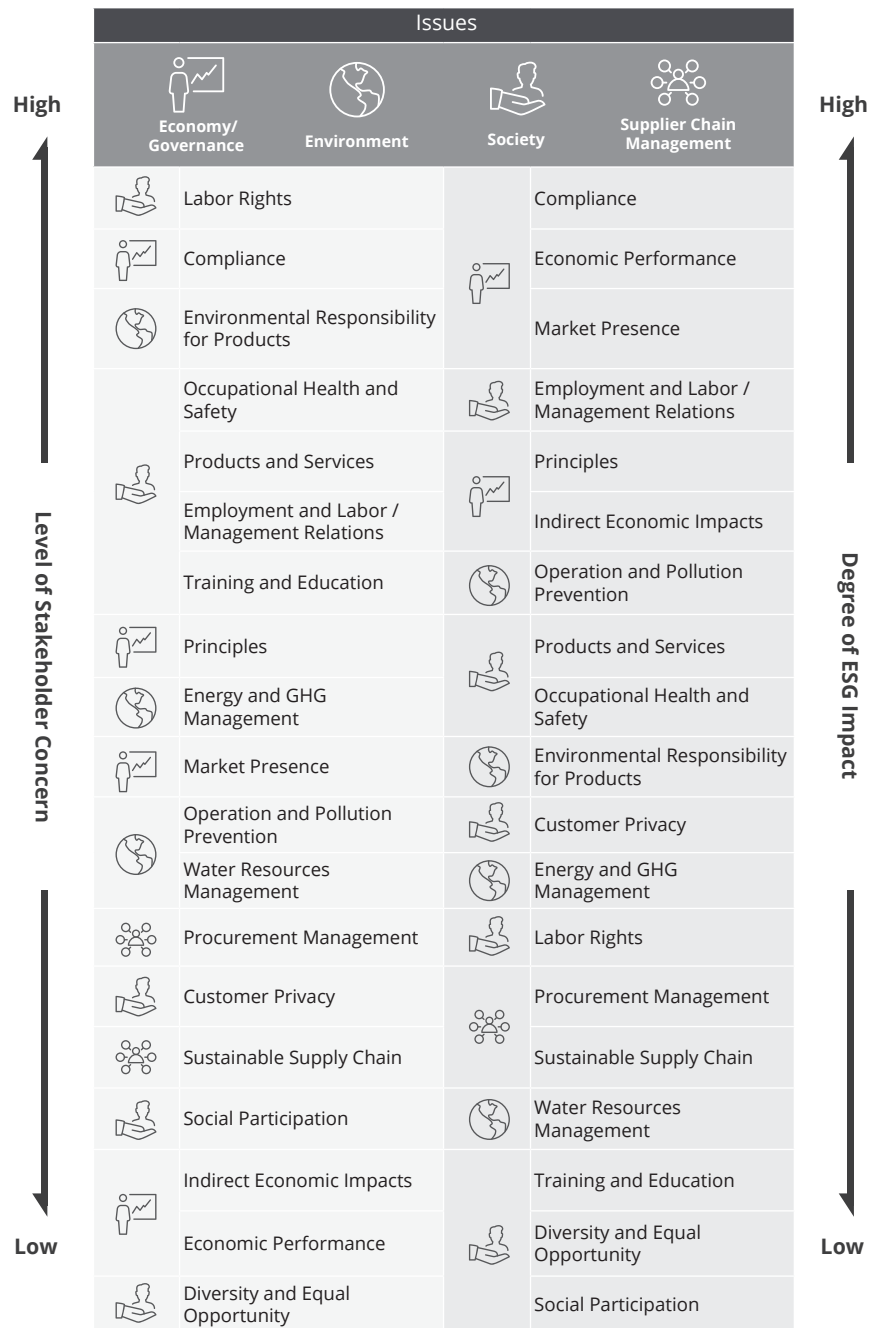 Issues
High
High
Economy/
Governance
Environment
Society
Supplier Chain
Management
Labor Rights
Compliance
Compliance
Economic Performance
Environmental Responsibility
for Products
Market Presence
Occupational Health and
Safety
Employment and Labor /
Management Relations
Products and Services
Principles
Employment and Labor /
Management Relations
Indirect Economic Impacts
Training and Education
Operation and Pollution
Prevention
Level of Stakeholder Concern
Degree of ESG Impact
Principles
Products and Services
Energy and GHG
Management
Occupational Health and
Safety
Market Presence
Environmental Responsibility
for Products
Operation and Pollution
Prevention
Customer Privacy
Water Resources
Management
Energy and GHG
Management
Procurement Management
Labor Rights
Customer Privacy
Procurement Management
Sustainable Supply Chain
Sustainable Supply Chain
Social Participation
Water Resources
Management
Indirect Economic Impacts
Training and Education
Economic Performance
Diversity and Equal
Opportunity
Low
Low
Diversity and Equal
Opportunity
Social Participation